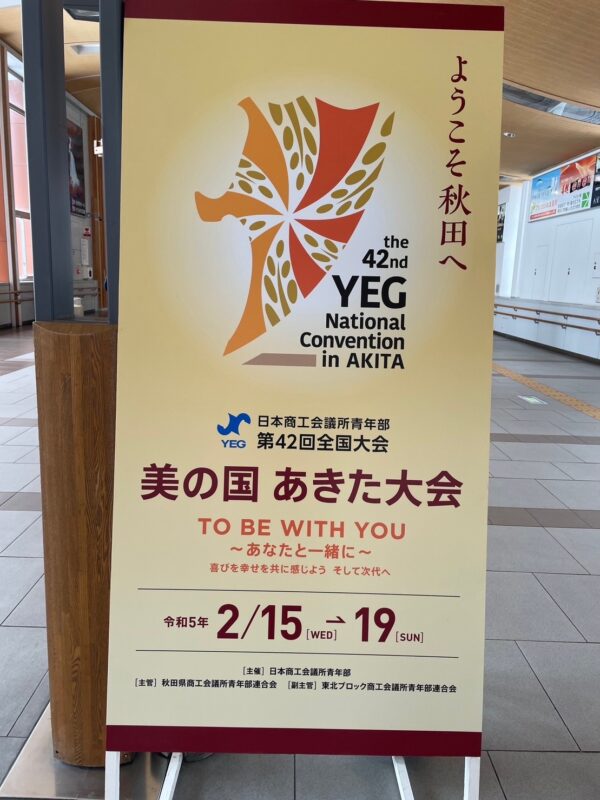 ようこそ秋田へ
the
42nd
YEG
National
Convention
in AKITA
YEG
日本商工会議所青年部
第42回全国大会
美の国 あきた大会
TO BE WITH YOU
～あなたと一緒に～
喜びを幸せを共に感じよう そして次代へ
令和5年 2/15[WED]→19[SUN]
[主催] 日本商工会議所青年部
[主管] 秋田県商工会議所青年部連合会 [副主管] 東北ブロック商工会議所青年部連合会